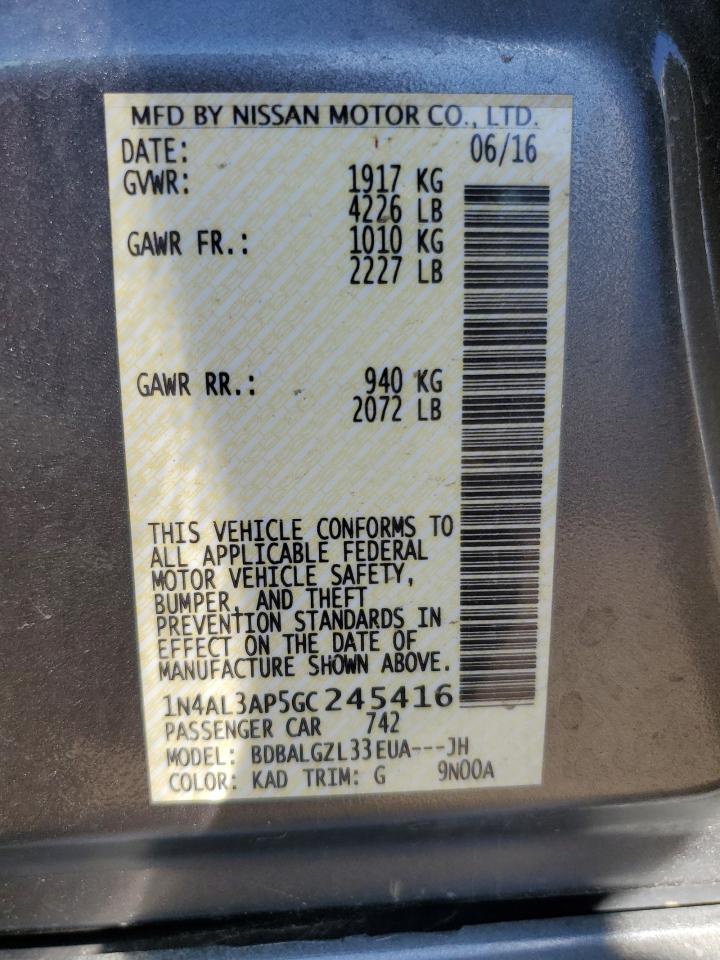 MFD BY NISSAN MOTOR CO., LTD.
DATE: 06/16
GVWR: 1917 KG
4226 LB
GAWR FR.: 1010 KG
2227 LB
GAWR RR.: 940 KG
2072 LB
THIS VEHICLE CONFORMS TO
ALL APPLICABLE FEDERAL
MOTOR VEHICLE SAFETY,
BUMPER, AND THEFT
PREVENTION STANDARDS IN
EFFECT ON THE DATE OF
MANUFACTURE SHOWN ABOVE.
1N4AL3AP5GC245416
PASSENGER CAR 742
MODEL: BDBALGZL33EUA---JH
COLOR: KAD TRIM: G 9N00A